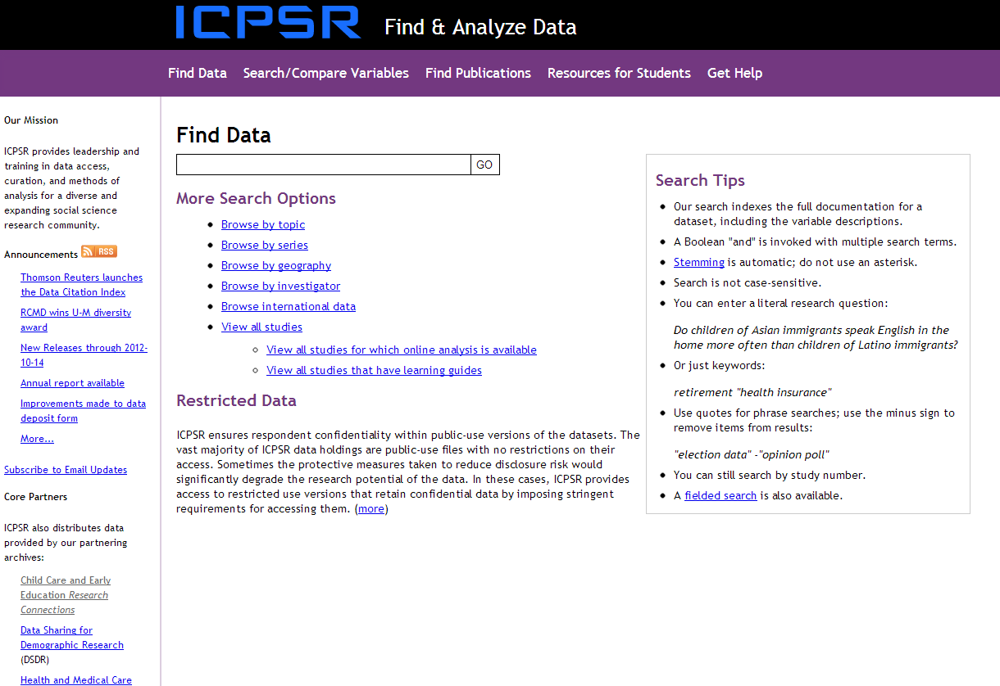 ICPSR Find & Analyze Data
Find Data Search/Compare Variables Find Publications Resources for Students Get Help
Our Mission
ICPSR provides leadership and
training in data access,
curation, and methods of
analysis for a diverse and
expanding social science
research community.
Announcements RSS
Thomson Reuters launches
the Data Citation Index
RCMD wins U-M diversity
award
New Releases through 2012-
10-14
Annual report available
Improvements made to data
deposit form
More...
Subscribe to Email Updates
Core Partners
ICPSR also distributes data
provided by our partnering
archives:
Child Care and Early
Education Research
Connections
Data Sharing for
Demographic Research
(DSDR)
Health and Medical Care
Find Data
GO
More Search Options
Browse by topic
Browse by series
Browse by geography
Browse by investigator
Browse international data
View all studies
View all studies for which online analysis is available
View all studies that have learning guides
Restricted Data
ICPSR ensures respondent confidentiality within public-use versions of the datasets. The
vast majority of ICPSR data holdings are public-use files with no restrictions on their
access. Sometimes the protective measures taken to reduce disclosure risk would
significantly degrade the research potential of the data. In these cases, ICPSR provides
access to restricted use versions that retain confidential data by imposing stringent
requirements for accessing them. (more)
Search Tips
Our search indexes the full documentation for a
dataset, including the variable descriptions.
A Boolean "and" is invoked with multiple search terms.
Stemming is automatic; do not use an asterisk.
Search is not case-sensitive.
You can enter a literal research question:
Do children of Asian immigrants speak English in the
home more often than children of Latino immigrants?
Or just keywords:
retirement "health insurance"
Use quotes for phrase searches; use the minus sign to
remove items from results:
"election data" -"opinion poll"
You can still search by study number.
A fielded search is also available.